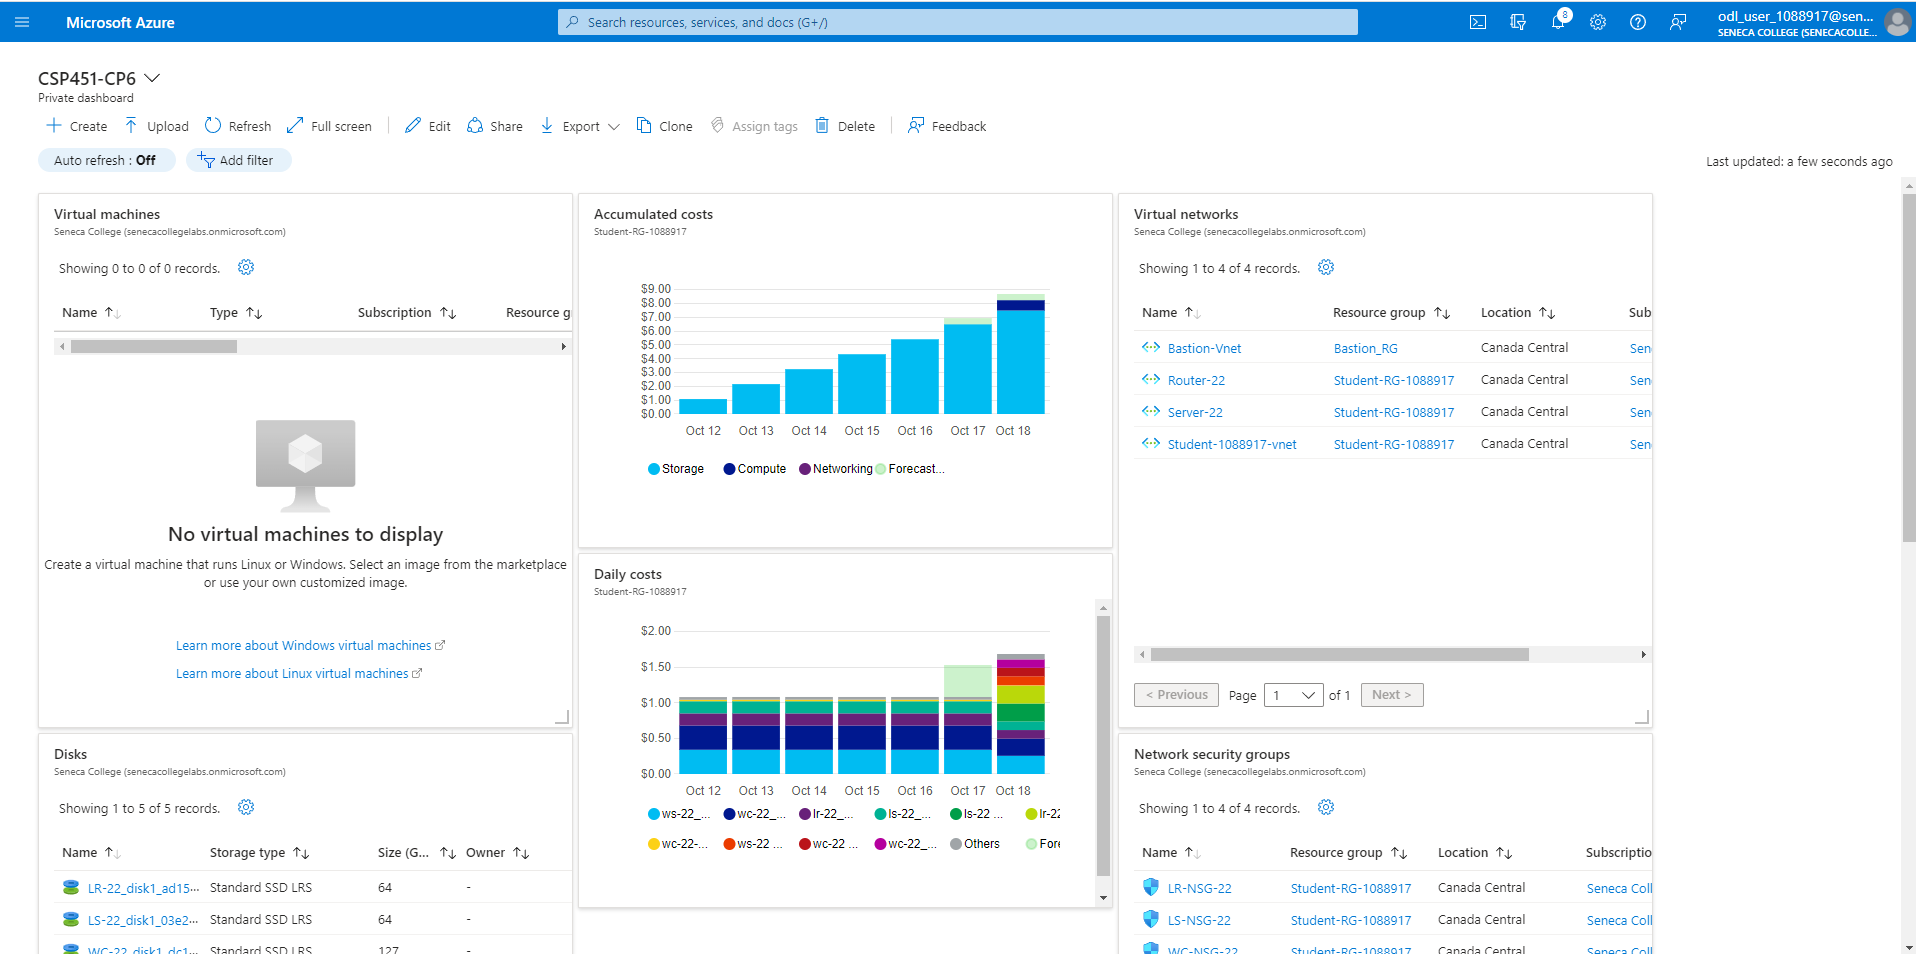 Microsoft Azure
Search resources, services, and docs (G+/)
8
odl_user_1088917@sen...
SENECA COLLEGE (SENECACOLLE...
CSP451-CP6
Private dashboard
Create Upload Refresh Full screen Edit Share Export Clone Assign tags Delete Feedback
Auto refresh : Off Add filter
Last updated: a few seconds ago
Virtual machines
Seneca College (senecacollegelabs.onmicrosoft.com)
Showing 0 to 0 of 0 records.
Name Type Subscription Resource g
No virtual machines to display
Create a virtual machine that runs Linux or Windows. Select an image from the marketplace
or use your own customized image.
Learn more about Windows virtual machines
Learn more about Linux virtual machines
Accumulated costs
Student-RG-1088917
$9.00
$8.00
$7.00
$6.00
$5.00
$4.00
$3.00
$2.00
$1.00
$0.00
Oct 12 Oct 13 Oct 14 Oct 15 Oct 16 Oct 17 Oct 18
Storage Compute Networking Forecast...
Virtual networks
Seneca College (senecacollegelabs.onmicrosoft.com)
Showing 1 to 4 of 4 records.
Name Resource group Location Sub
Bastion-Vnet Bastion_RG Canada Central Sen
Router-22 Student-RG-1088917 Canada Central Sen
Server-22 Student-RG-1088917 Canada Central Sen
Student-1088917-vnet Student-RG-1088917 Canada Central Sen
< Previous Page 1 of 1 Next >
Daily costs
Student-RG-1088917
$2.00
$1.50
$1.00
$0.50
$0.00
Oct 12 Oct 13 Oct 14 Oct 15 Oct 16 Oct 17 Oct 18
ws-22_... wc-22_... lr-22_... ls-22_... ls-22 ... lr-22
wc-22-... ws-22 ... wc-22 ... wc-22_... Others Fore
Disks
Seneca College (senecacollegelabs.onmicrosoft.com)
Showing 1 to 5 of 5 records.
Name Storage type Size (G... Owner
LR-22_disk1_ad15... Standard SSD LRS 64 -
LS-22_disk1_03e2... Standard SSD LRS 64 -
WC-22_disk1_dc1... Standard SSD LRS 127 -
Network security groups
Seneca College (senecacollegelabs.onmicrosoft.com)
Showing 1 to 4 of 4 records.
Name Resource group Location Subscriptio
LR-NSG-22 Student-RG-1088917 Canada Central Seneca Coll
LS-NSG-22 Student-RG-1088917 Canada Central Seneca Coll
WC-NSG-22 Student-RG-1088917 Canada Central Seneca Coll